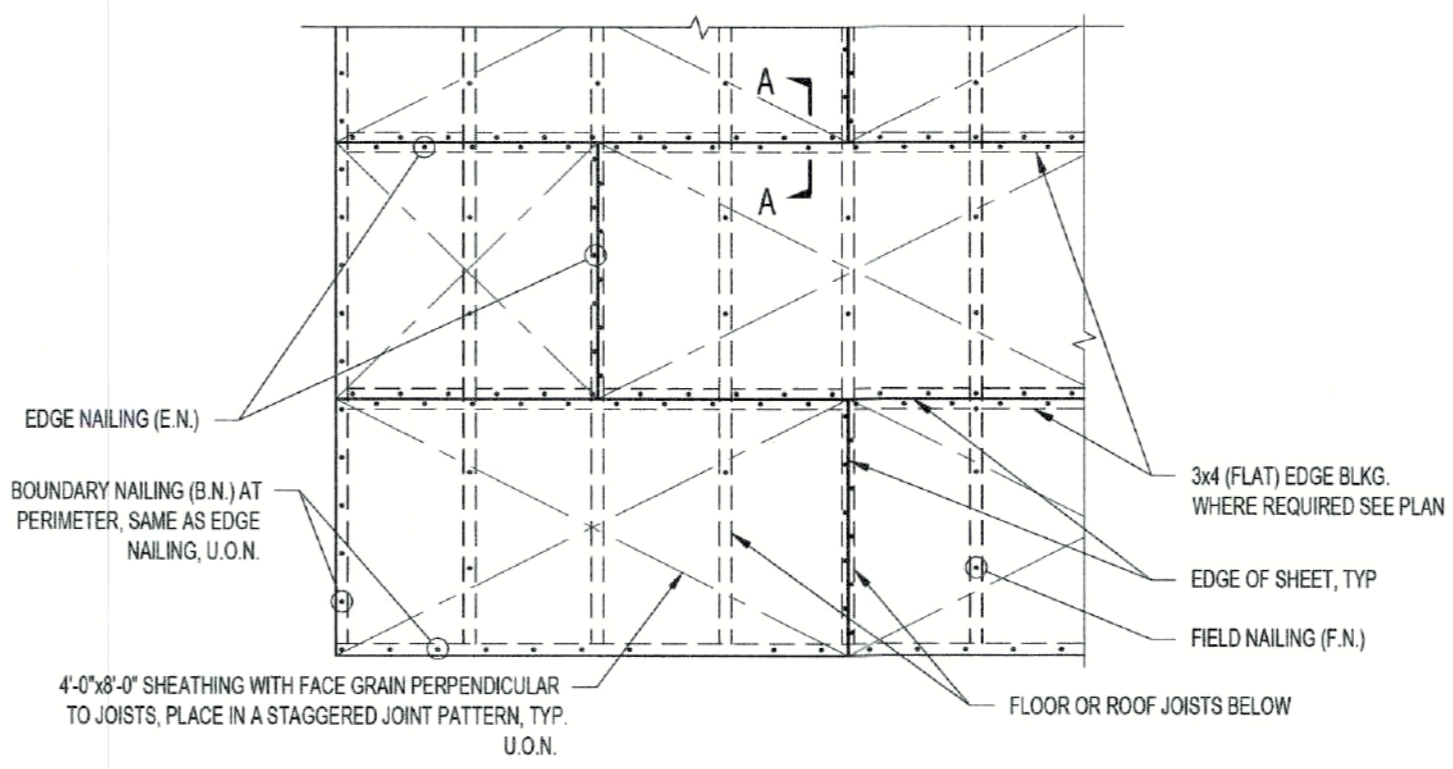 A
A
EDGE NAILING (E.N.)
BOUNDARY NAILING (B.N.) AT
PERIMETER, SAME AS EDGE
NAILING, U.O.N.
4'-0"x8'-0" SHEATHING WITH FACE GRAIN PERPENDICULAR
TO JOISTS, PLACE IN A STAGGERED JOINT PATTERN, TYP.
U.O.N.
3x4 (FLAT) EDGE BLKG.
WHERE REQUIRED SEE PLAN
EDGE OF SHEET, TYP
FIELD NAILING (F.N.)
FLOOR OR ROOF JOISTS BELOW